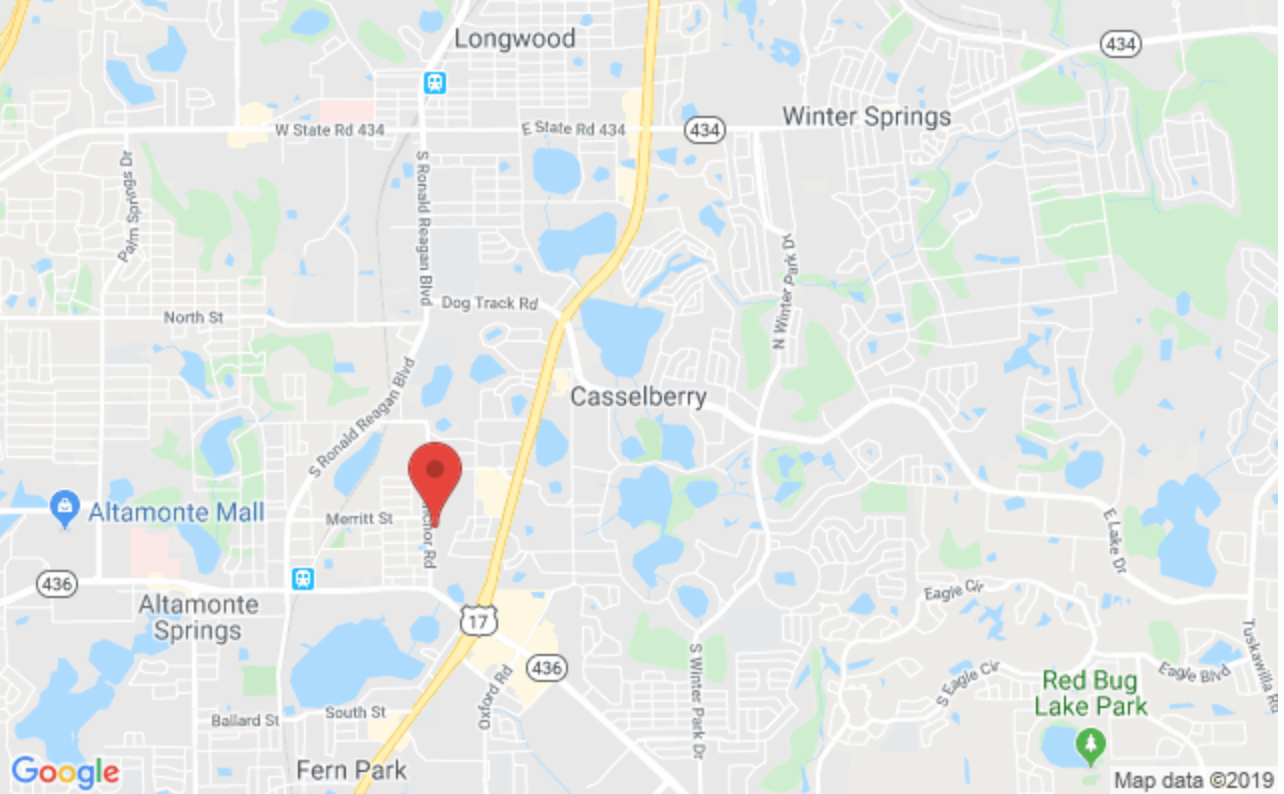 Longwood
434
Winter Springs
W State Rd 434
E State Rd 434
434
Palm Springs Dr
S Ronald Reagan Blvd
N Winter Park Dr
Dog Track Rd
North St
S Ronald Reagan Blvd
Casselberry
Altamonte Mall
Merritt St
E Lake Dr
436
Altamonte
Springs
Eagle Cir
17
436
Oxford Rd
S Winter Park Dr
S Eagle Cir
Eagle Blvd
Tuskawilla Rd
Red Bug
Lake Park
Ballard St
South St
Fern Park
Google
Map data ©2019